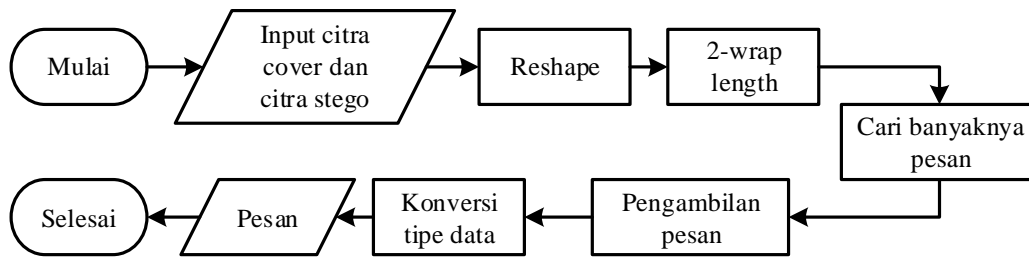 Mulai
Input citra
cover dan
citra stego
Reshape
2-wrap
length
Cari banyaknya
pesan
Pengambilan
pesan
Konversi
tipe data
Pesan
Selesai